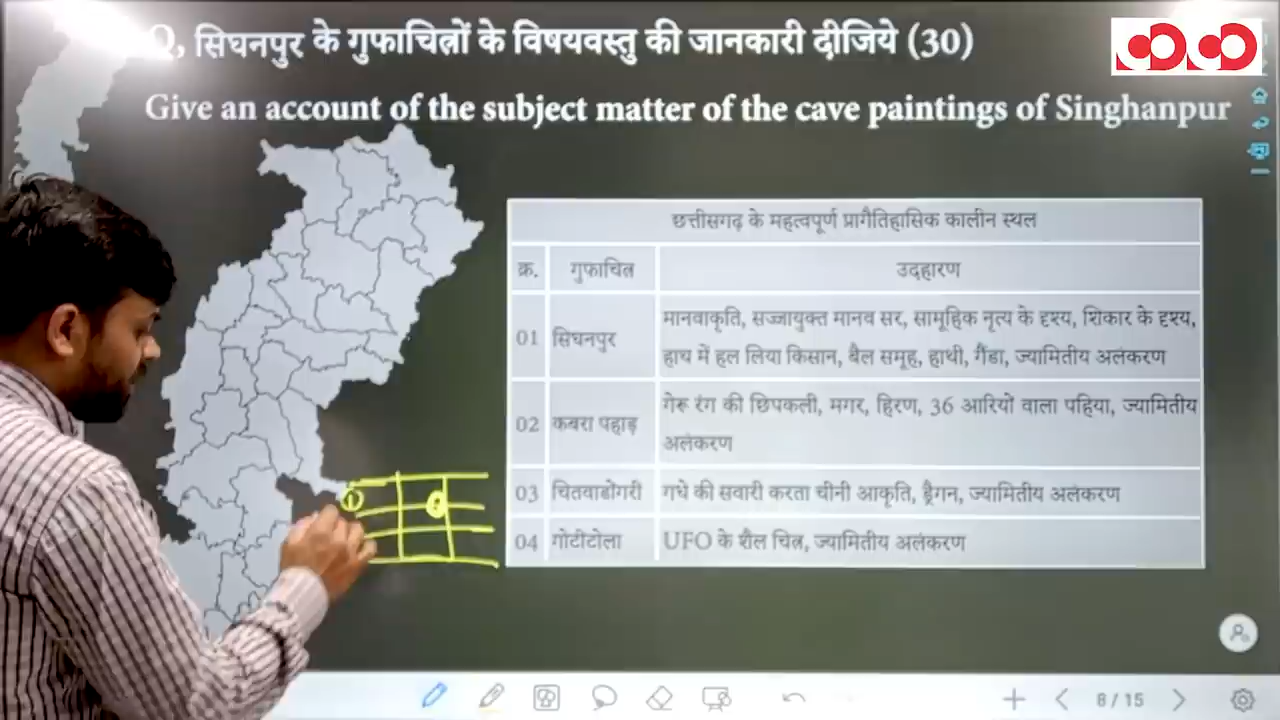 Q, सिघनपुर के गुफाचित्रों के विषयवस्तु की जानकारी दीजिये (30)
Give an account of the subject matter of the cave paintings of Singhanpur
छत्तीसगढ़ के महत्वपूर्ण प्रागैतिहासिक कालीन स्थल
क्र. गुफाचित्र उदहारण
01 सिघनपुर मानवाकृति, सज्जायुक्त मानव सर, सामूहिक नृत्य के दृश्य, शिकार के दृश्य,
हाथ में हल लिया किसान, बैल समूह, हाथी, गैंडा, ज्यामितीय अलंकरण
02 कबरा पहाड़ गेरू रंग की छिपकली, मगर, हिरण, 36 आरियों वाला पहिया, ज्यामितीय
अलंकरण
03 चितवाडोंगरी गधे की सवारी करता चीनी आकृति, ड्रैगन, ज्यामितीय अलंकरण
04 गोटीटोला UFO के शैल चित्र, ज्यामितीय अलंकरण
①
8 / 15